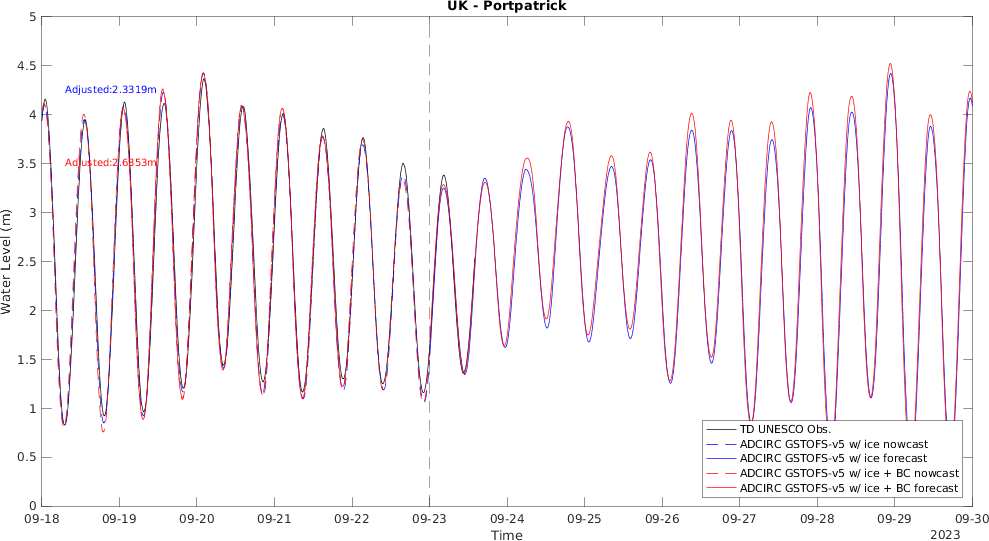 UK - Portpatrick
5
4.5
4
3.5
3
2.5
2
1.5
1
0.5
0
Water Level (m)
Adjusted:2.3319m
Adjusted:2.6353m
TD UNESCO Obs.
ADCIRC GSTOFS-v5 w/ ice nowcast
ADCIRC GSTOFS-v5 w/ ice forecast
ADCIRC GSTOFS-v5 w/ ice + BC nowcast
ADCIRC GSTOFS-v5 w/ ice + BC forecast
09-18 09-19 09-20 09-21 09-22 09-23 09-24 09-25 09-26 09-27 09-28 09-29 09-30
Time
2023